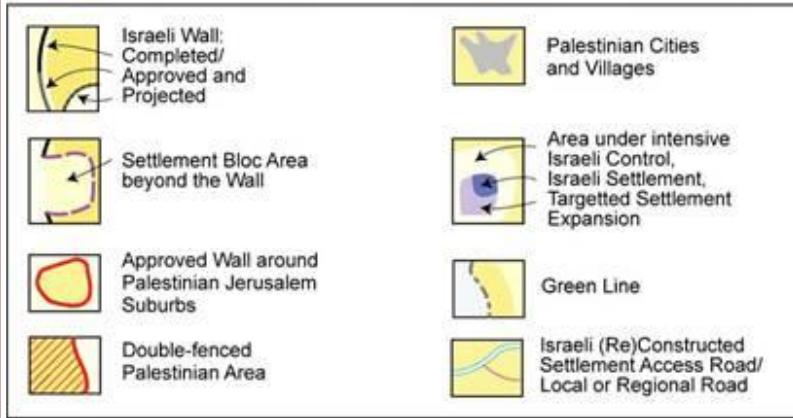 Israeli Wall:
Completed/
Approved and
Projected
Settlement Bloc Area
beyond the Wall
Approved Wall around
Palestinian Jerusalem
Suburbs
Double-fenced
Palestinian Area
Palestinian Cities
and Villages
Area under intensive
Israeli Control,
Israeli Settlement,
Targetted Settlement
Expansion
Green Line
Israeli (Re)Constructed
Settlement Access Road/
Local or Regional Road